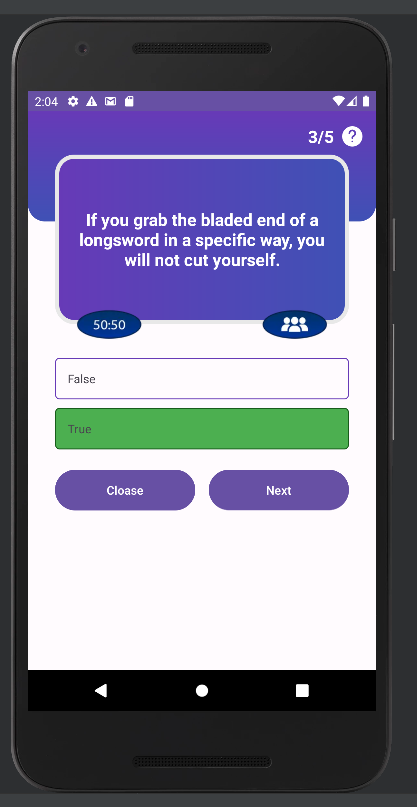 2:04
3/5 ?
If you grab the bladed end of a
longsword in a specific way, you
will not cut yourself.
50:50
False
True
Cloase Next